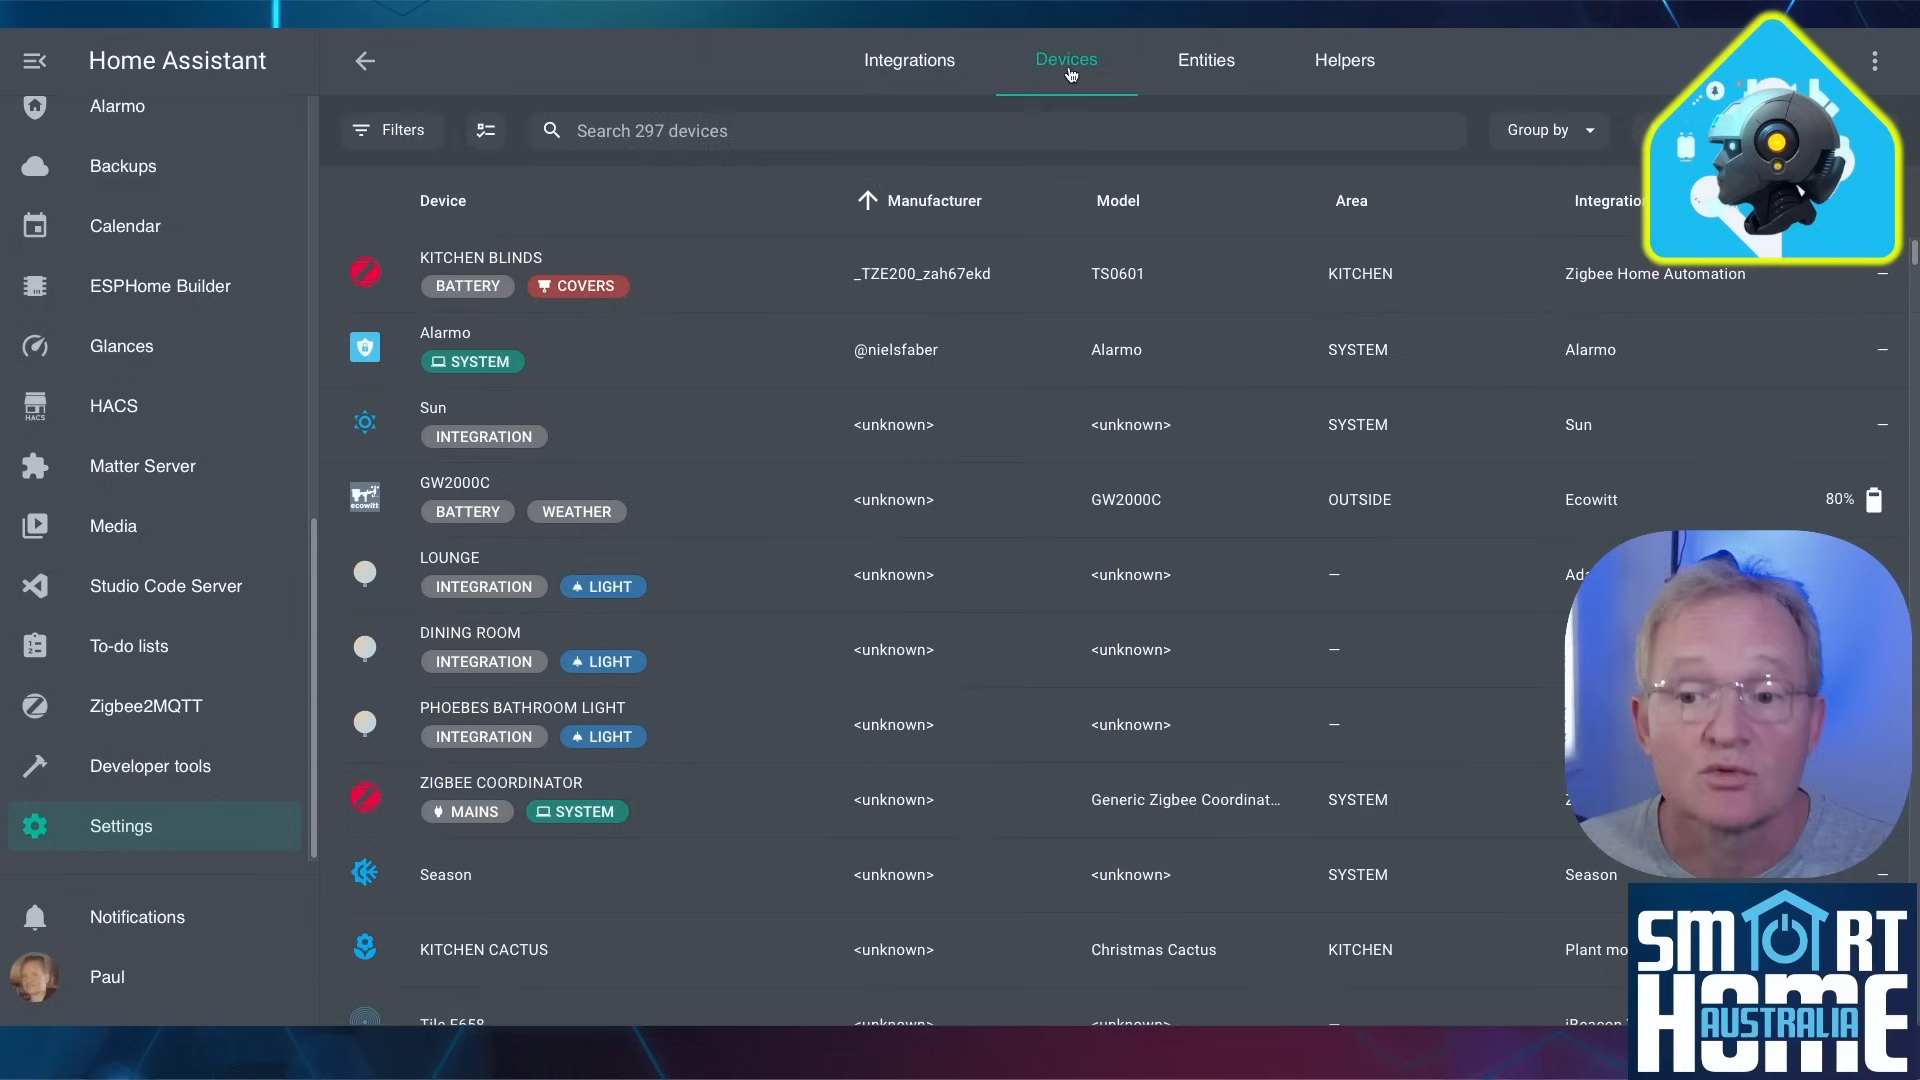 Home Assistant
Integrations Devices Entities Helpers
Alarmo
Backups
Calendar
ESPHome Builder
Glances
HACS
HACS
Matter Server
Media
Studio Code Server
To-do lists
Zigbee2MQTT
Developer tools
Settings
Notifications
Paul
Filters Search 297 devices Group by
Device Manufacturer Model Area
KITCHEN BLINDS
BATTERY COVERS _TZE200_zah67ekd TS0601 KITCHEN Zigbee Home Automation —
Alarmo
SYSTEM @nielsfaber Alarmo SYSTEM Alarmo —
Sun
INTEGRATION <unknown> <unknown> SYSTEM Sun —
GW2000C
ecowitt BATTERY WEATHER <unknown> GW2000C OUTSIDE Ecowitt 80%
LOUNGE
INTEGRATION LIGHT <unknown> <unknown> —
DINING ROOM
INTEGRATION LIGHT <unknown> <unknown> —
PHOEBES BATHROOM LIGHT
INTEGRATION LIGHT <unknown> <unknown> —
ZIGBEE COORDINATOR
MAINS SYSTEM <unknown> Generic Zigbee Coordinat... SYSTEM
Season <unknown> <unknown> SYSTEM Season —
KITCHEN CACTUS <unknown> Christmas Cactus KITCHEN Plant
SMART
HOME
AUSTRALIA